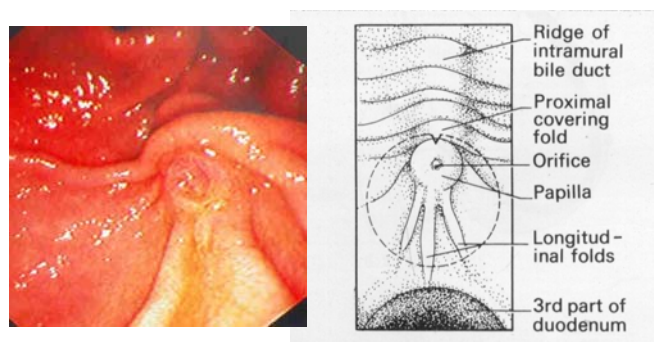 Ridge of
intramural
bile duct
Proximal
covering
fold
Orifice
Papilla
Longitud-
inal folds
3rd part of
duodenum